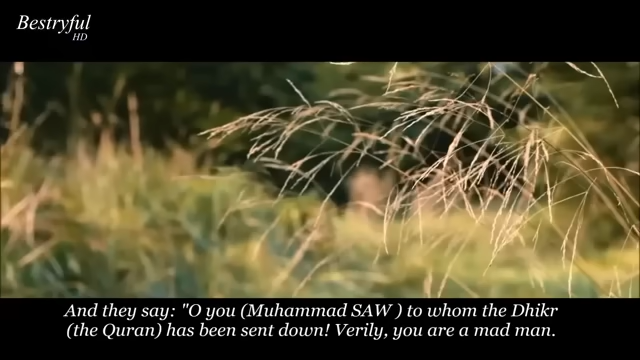 Bestryful
HD
And they say: "O you (Muhammad SAW ) to whom the Dhikr
(the Quran) has been sent down! Verily, you are a mad man.